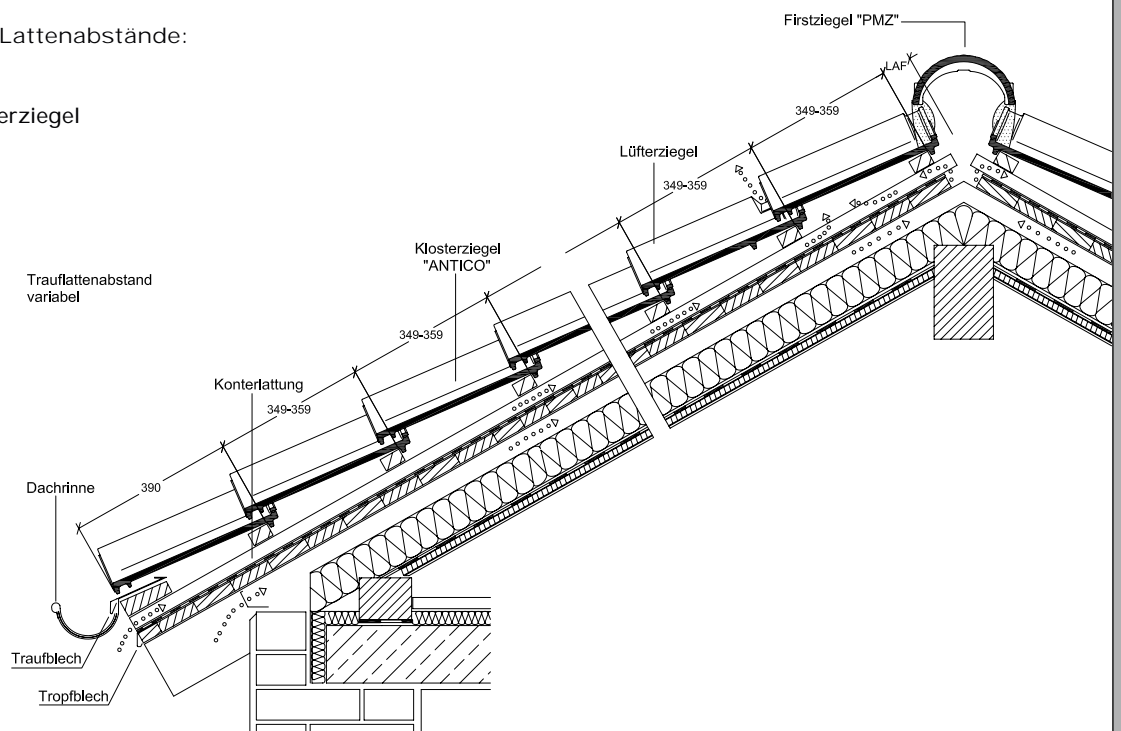 Lattenabstände:
erziegel
Firstziegel "PMZ"
LAF
349-359
Lüfterziegel
349-359
Klosterziegel
"ANTICO"
349-359
Trauflattenabstand
variabel
Konterlattung
349-359
390
Dachrinne
Traufblech
Tropfblech